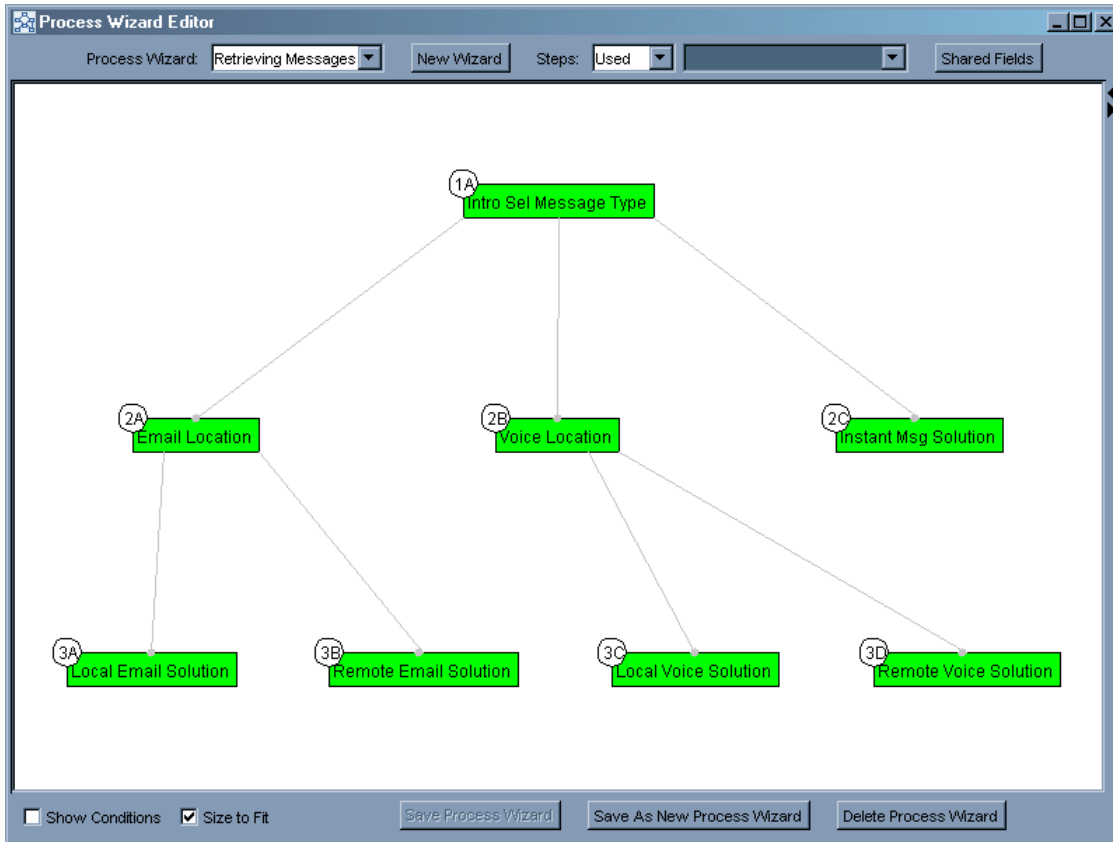 Process Wizard Editor
Process Wizard: Retrieving Messages New Wizard Steps: Used Shared Fields
1A
Intro Sel Message Type
2A 2B 2C
Email Location Voice Location Instant Msg Solution
3A 3B 3C 3D
Local Email Solution Remote Email Solution Local Voice Solution Remote Voice Solution
Show Conditions Size to Fit Save Process Wizard Save As New Process Wizard Delete Process Wizard